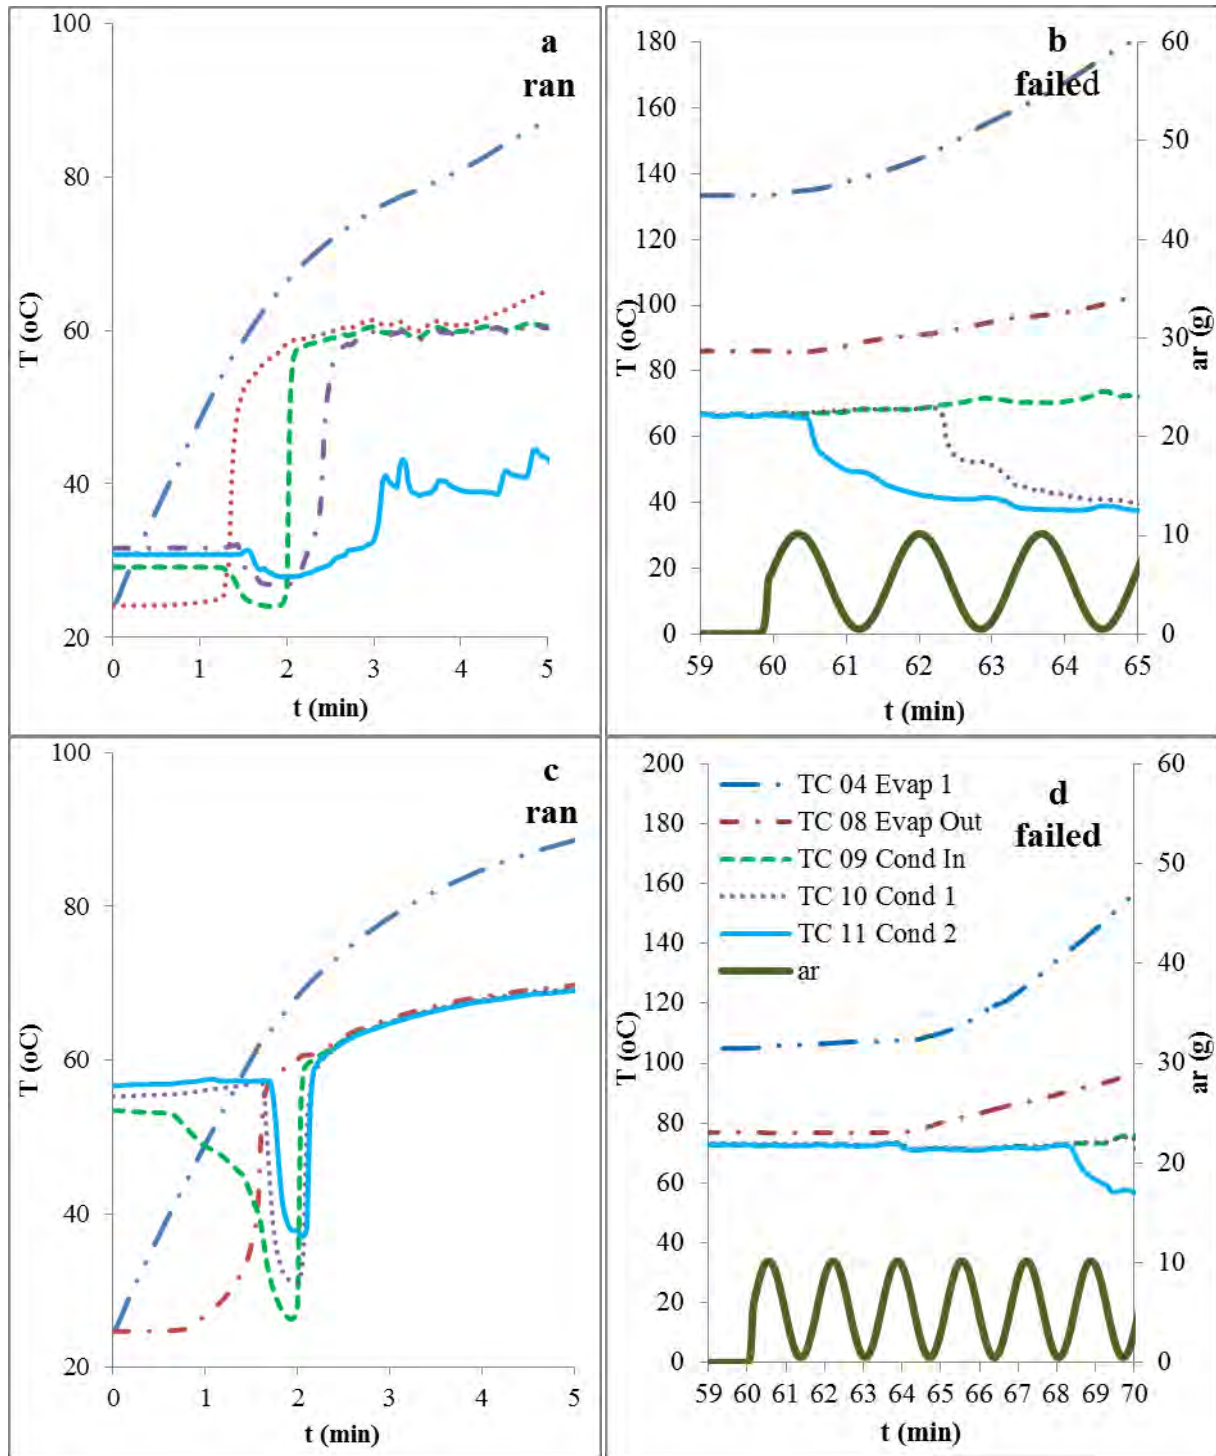 a
ran
100
80
60
40
20
T (oC)
0 1 2 3 4 5
t (min)
b
failed
180
160
140
120
100
80
60
40
20
0
T (oC)
60
50
40
30
20
10
0
ar (g)
59 60 61 62 63 64 65
t (min)
c
ran
100
80
60
40
20
T (oC)
0 1 2 3 4 5
t (min)
d
failed
200
180
160
140
120
100
80
60
40
20
0
T (oC)
TC 04 Evap 1
TC 08 Evap Out
TC 09 Cond In
TC 10 Cond 1
TC 11 Cond 2
ar
60
50
40
30
20
10
0
ar (g)
59 60 61 62 63 64 65 66 67 68 69 70
t (min)